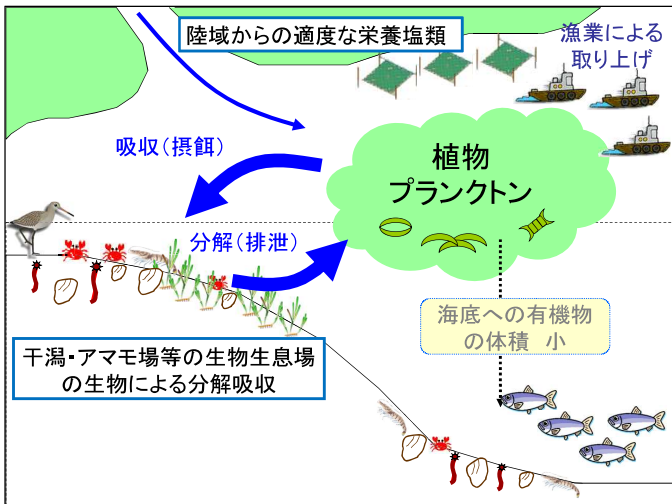 陸域からの適度な栄養塩類
漁業による
取り上げ
吸収(摂餌)
植物
プランクトン
分解(排泄)
海底への有機物
の体積 小
干潟・アマモ場等の生物生息場
の生物による分解吸収